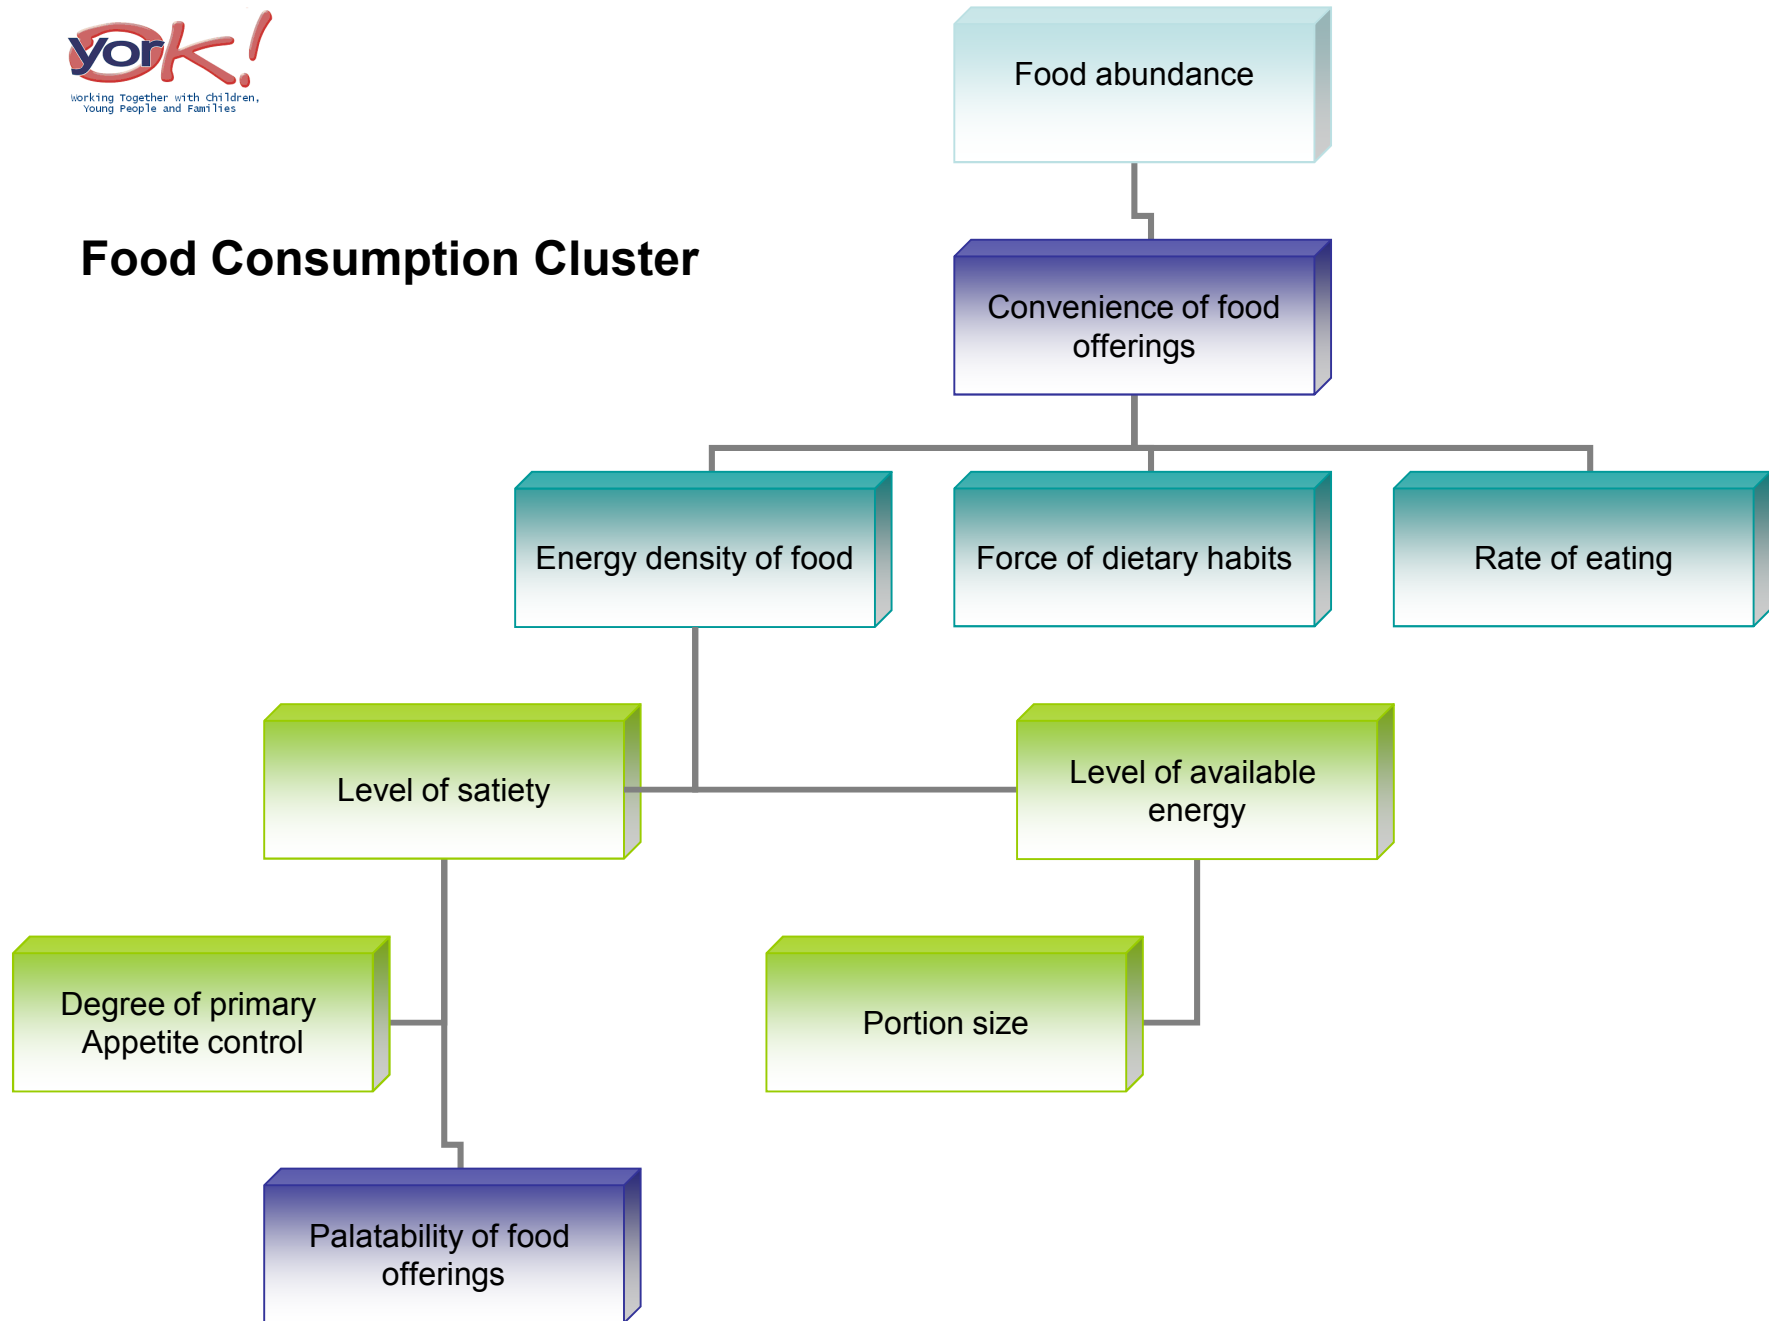 yorK!
Working Together with Children,
Young People and Families
Food abundance
Food Consumption Cluster
Convenience of food
offerings
Energy density of food
Force of dietary habits
Rate of eating
Level of satiety
Level of available
energy
Degree of primary
Appetite control
Portion size
Palatability of food
offerings